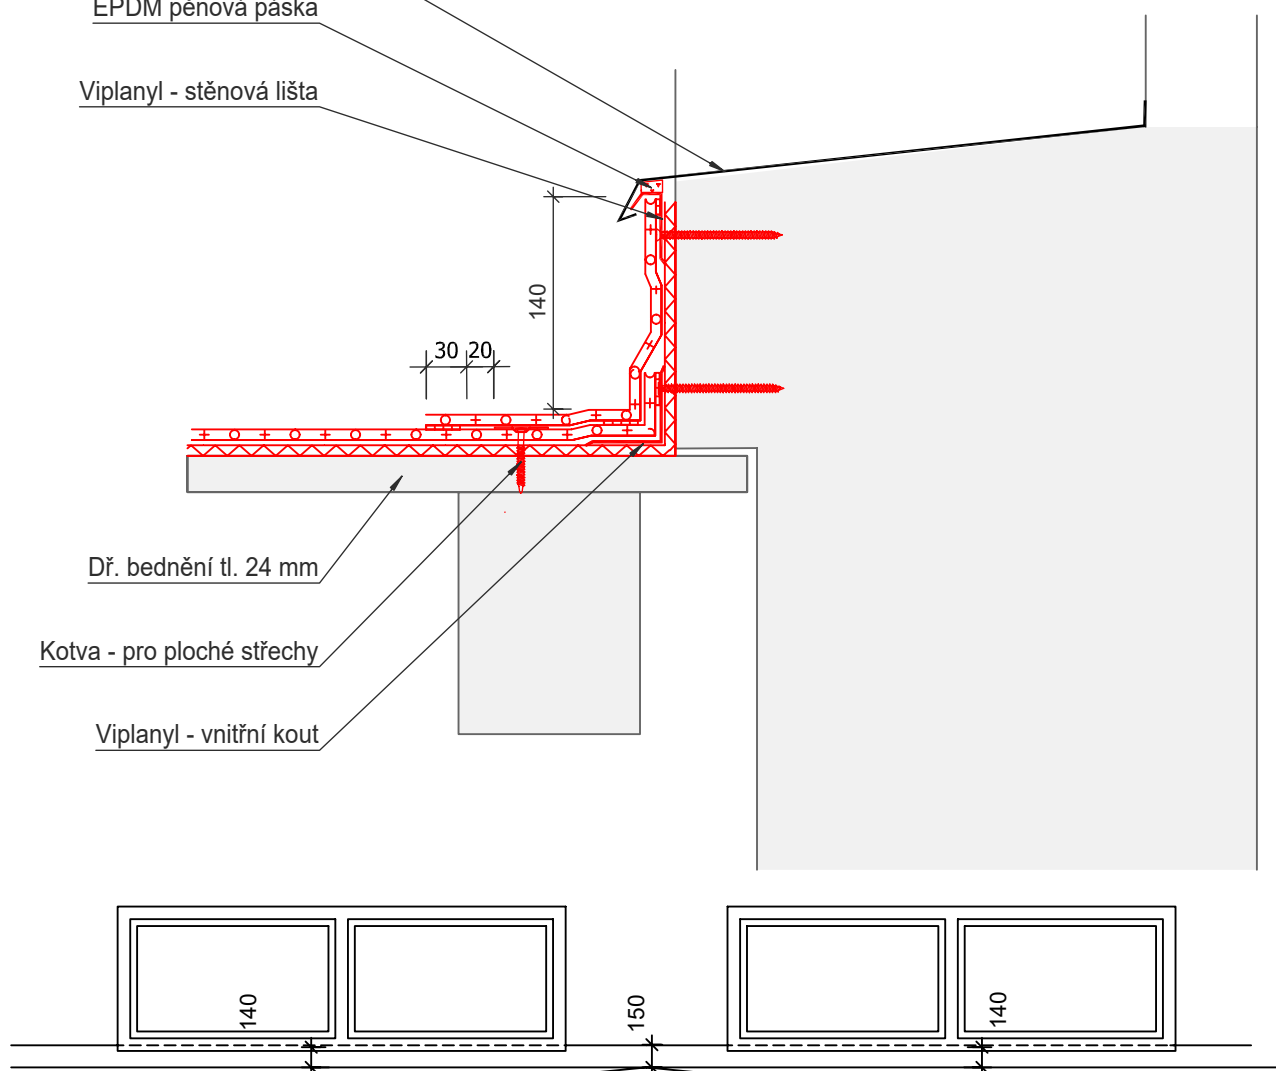 EPDM pěnová páska
Viplanyl - stěnová lišta
140
30 20
Dř. bednění tl. 24 mm
Kotva - pro ploché střechy
Viplanyl - vnitřní kout
140
150
140